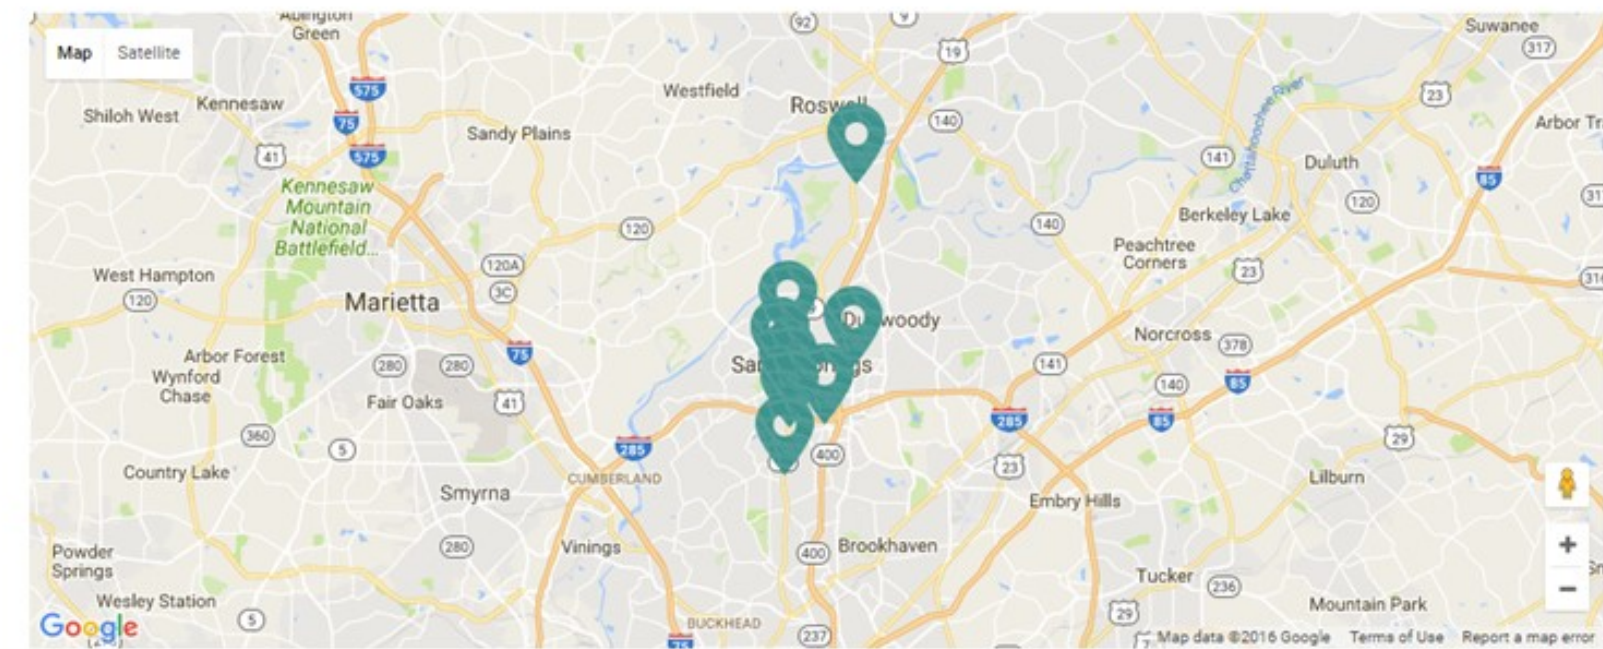 Abington
Green
92
9
Suwanee
317
Map Satellite
19
575
Westfield
23
Kennesaw
Roswell
Shiloh West
75
140
Arbor
Sandy Plains
Chattahoochee River
41
575
141
Duluth
85
Kennesaw
Mountain
National
Battlefield...
120
Berkeley Lake
120
140
Peachtree
Corners
120A
West Hampton
23
120
3C
Marietta
Norcross
378
Arbor Forest
75
280
280
141
Wynford
Chase
140
85
Fair Oaks
41
285
85
360
5
285
400
29
23
Country Lake
CUMBERLAND
Lilburn
Smyrna
Embry Hills
280
Vinings
400
Brookhaven
Powder
Springs
Tucker
236
+
−
Wesley Station
29
Mountain Park
5
BUCKHEAD
237
Google
75
Map data ©2016 Google Terms of Use Report a map error